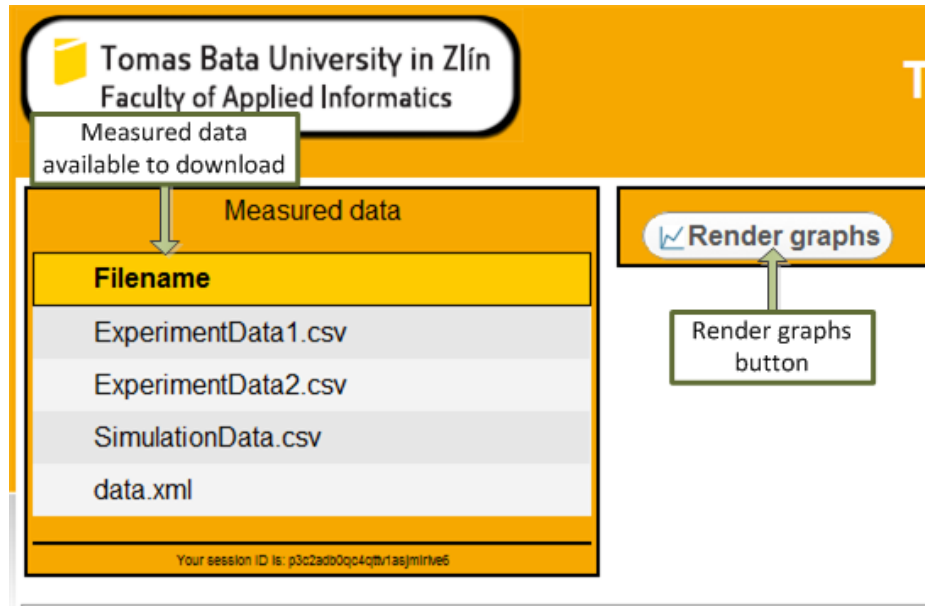 Tomas Bata University in Zlín
Faculty of Applied Informatics
T
Measured data
available to download
Measured data
Render graphs
Filename
ExperimentData1.csv
Render graphs
button
ExperimentData2.csv
SimulationData.csv
data.xml
Your session ID is: